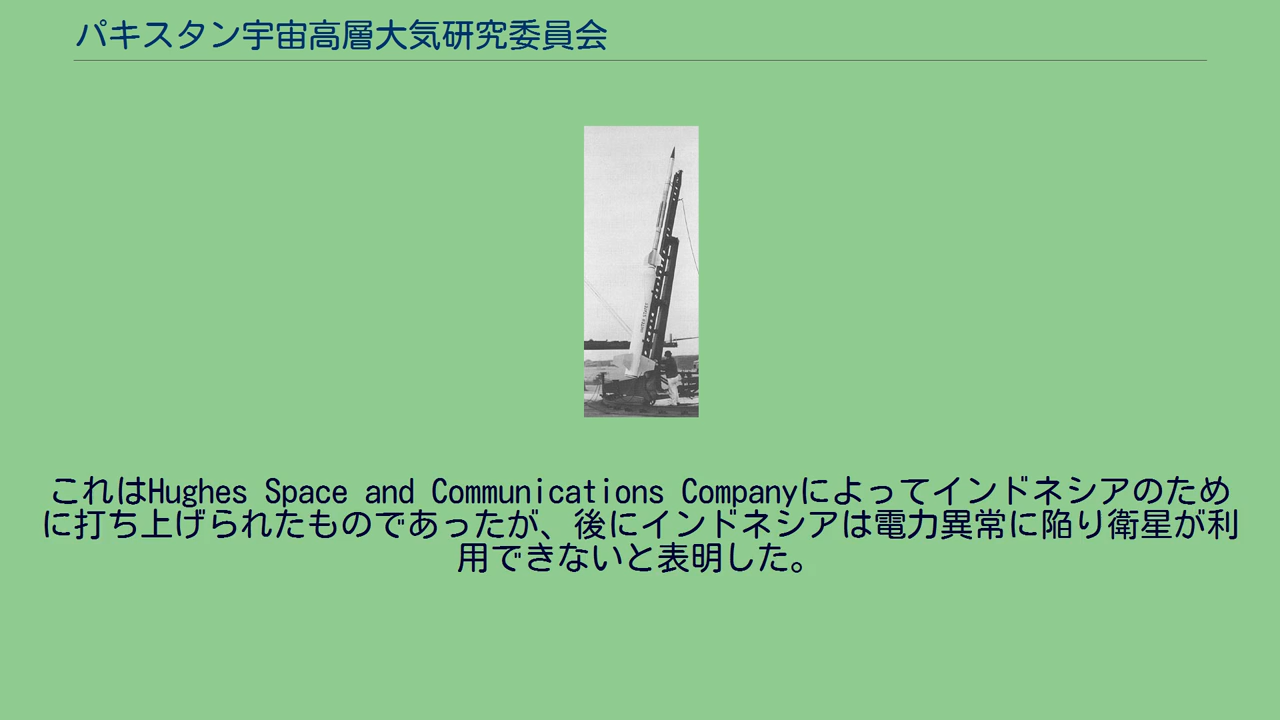 パキスタン宇宙高層大気研究委員会
これはHughes Space and Communications Companyによってインドネシアのため
に打ち上げられたものであったが、後にインドネシアは電力異常に陥り衛星が利
用できないと表明した。